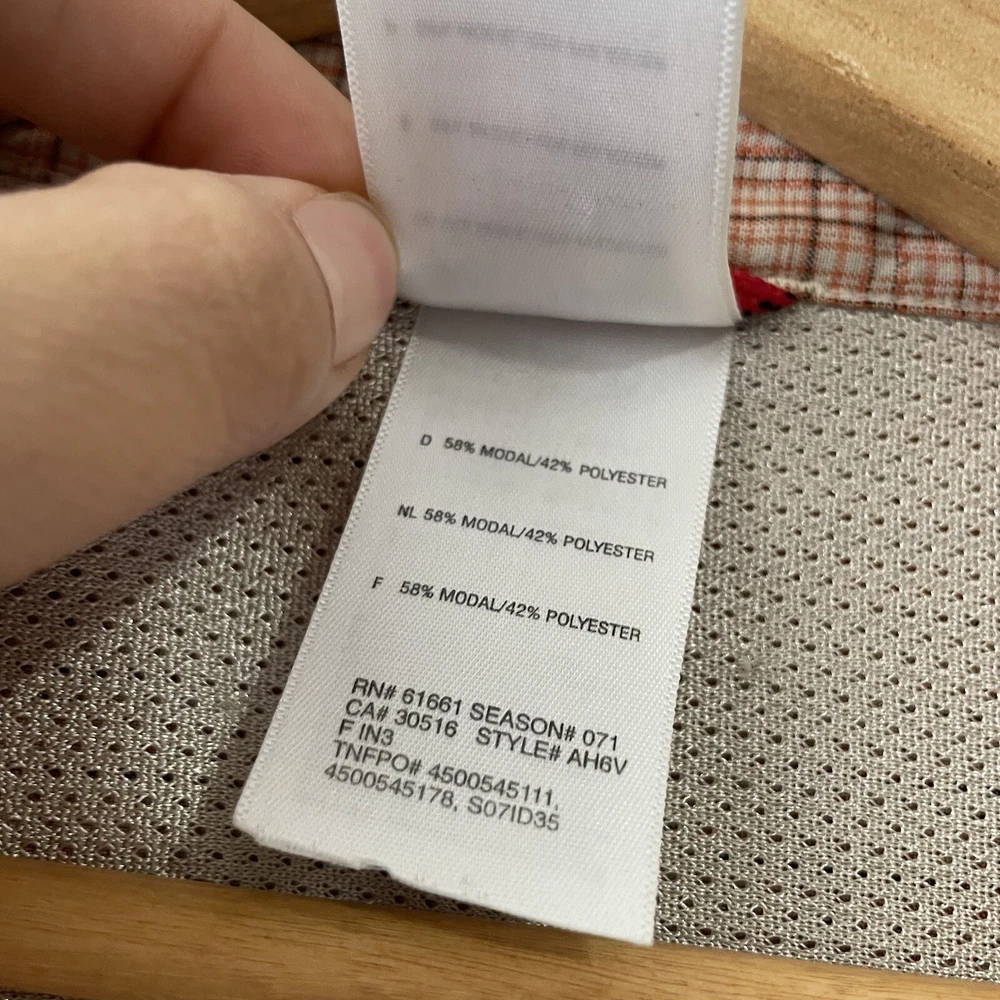 D 58% MODAL/42% POLYESTER
NL 58% MODAL/42% POLYESTER
F 58% MODAL/42% POLYESTER
RN# 61661 SEASON# 071
CA# 30516 STYLE# AH6V
F IN3
TNFPO# 4500545111,
4500545178, S07ID35